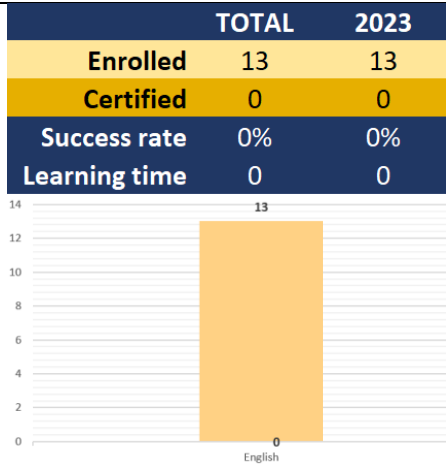 TOTAL 2023
Enrolled 13 13
Certified 0 0
Success rate 0% 0%
Learning time 0 0
14
13
12
10
8
6
4
2
0
0
English